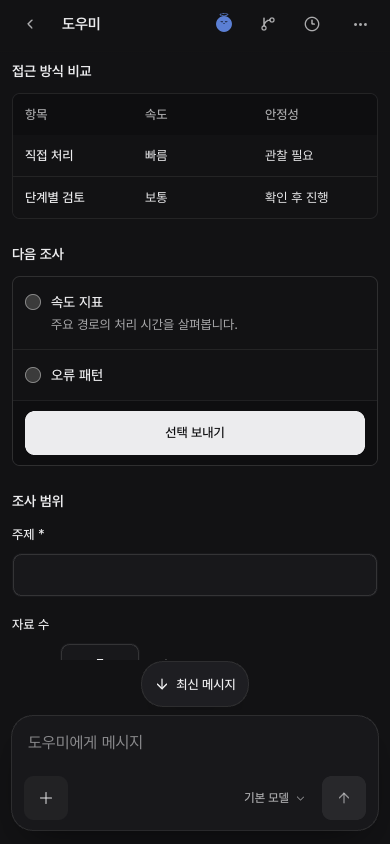 도우미
접근 방식 비교
항목 속도 안정성
직접 처리 빠름 관찰 필요
단계별 검토 보통 확인 후 진행
다음 조사
속도 지표
주요 경로의 처리 시간을 살펴봅니다.
오류 패턴
선택 보내기
조사 범위
주제 *
자료 수
최신 메시지
도우미에게 메시지
기본 모델